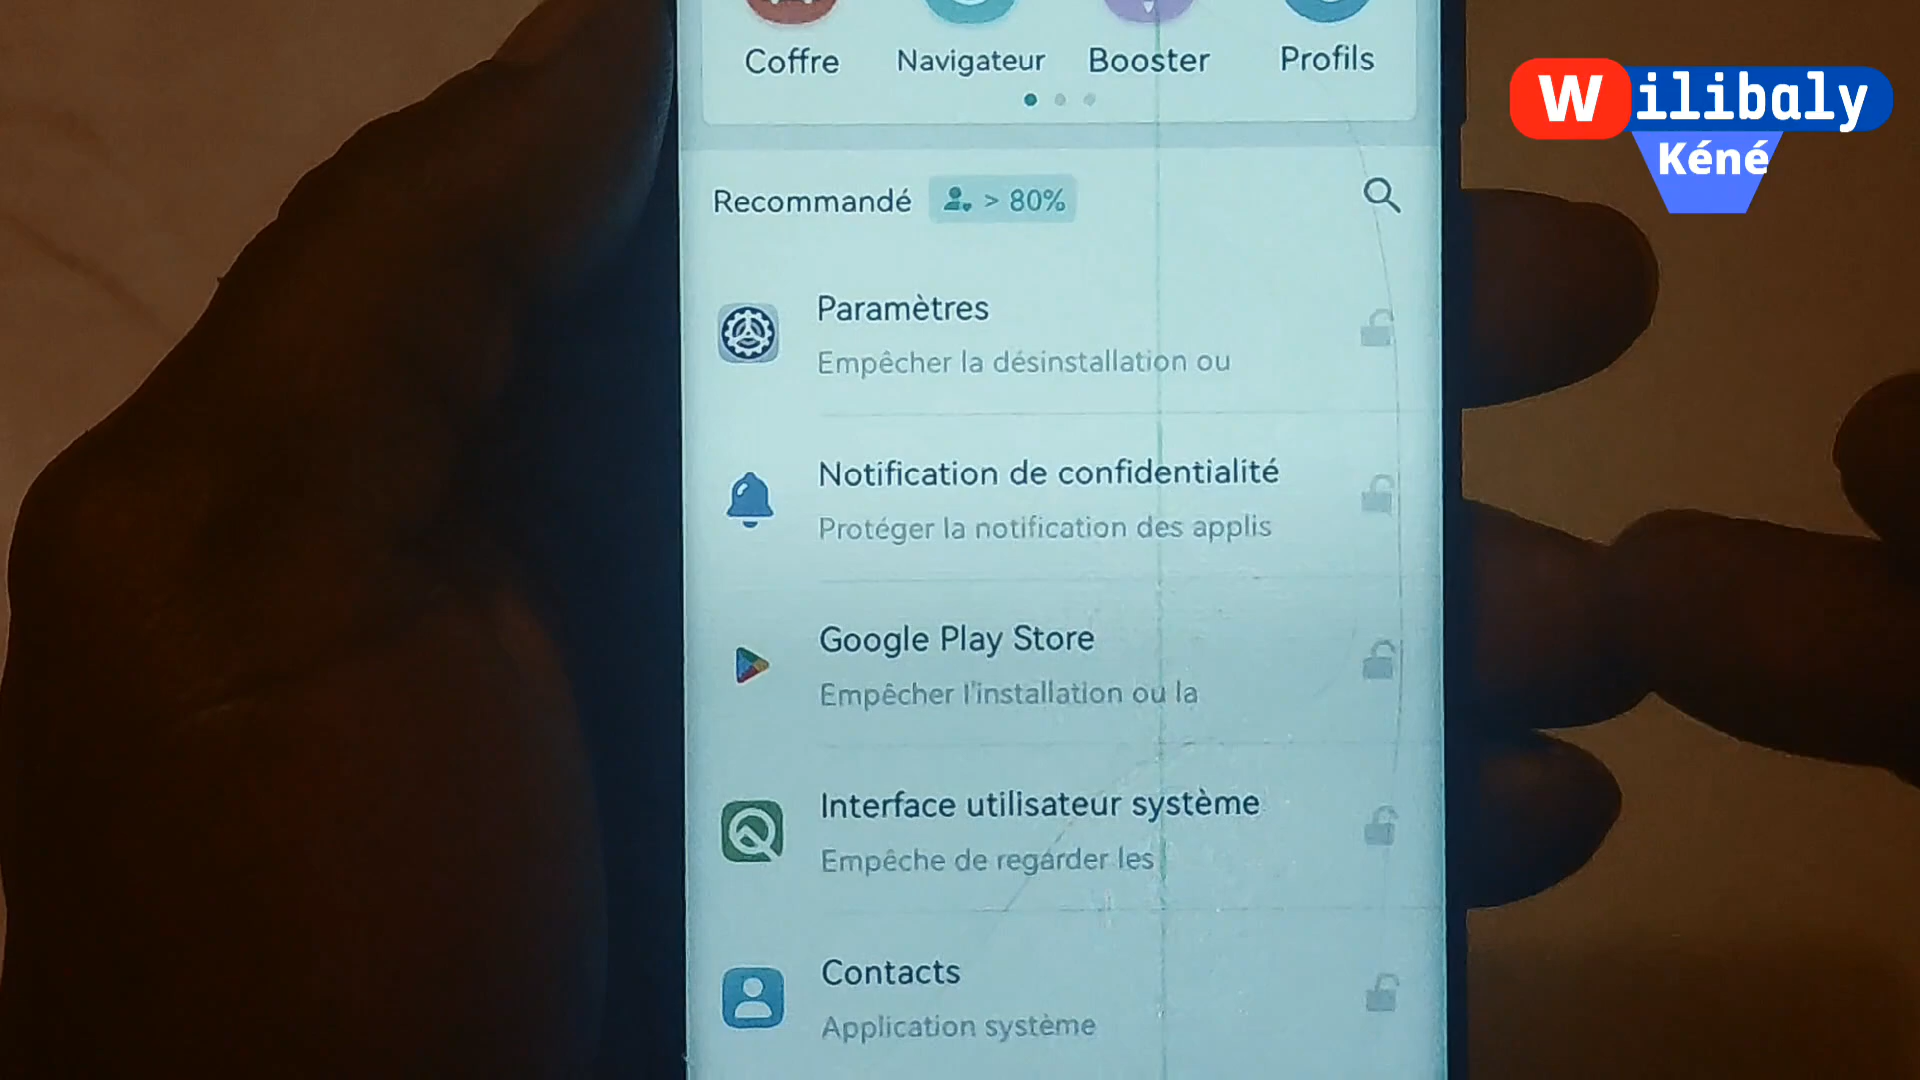 Coffre Navigateur Booster Profils
Wilibaly
Kéné
Recommandé > 80%
Paramètres
Empêcher la désinstallation ou
Notification de confidentialité
Protéger la notification des applis
Google Play Store
Empêcher l'installation ou la
Interface utilisateur système
Empêche de regarder les
Contacts
Application système